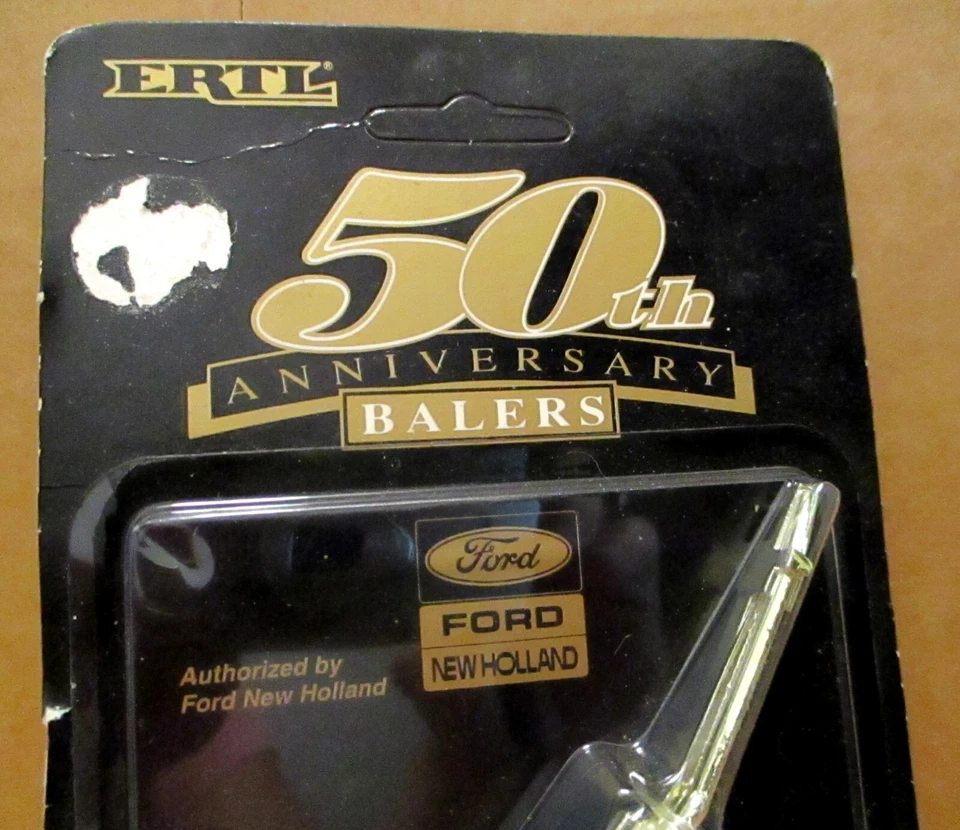 ERTL®
50th
ANNIVERSARY
BALERS
Ford
FORD
NEW HOLLAND
Authorized by
Ford New Holland